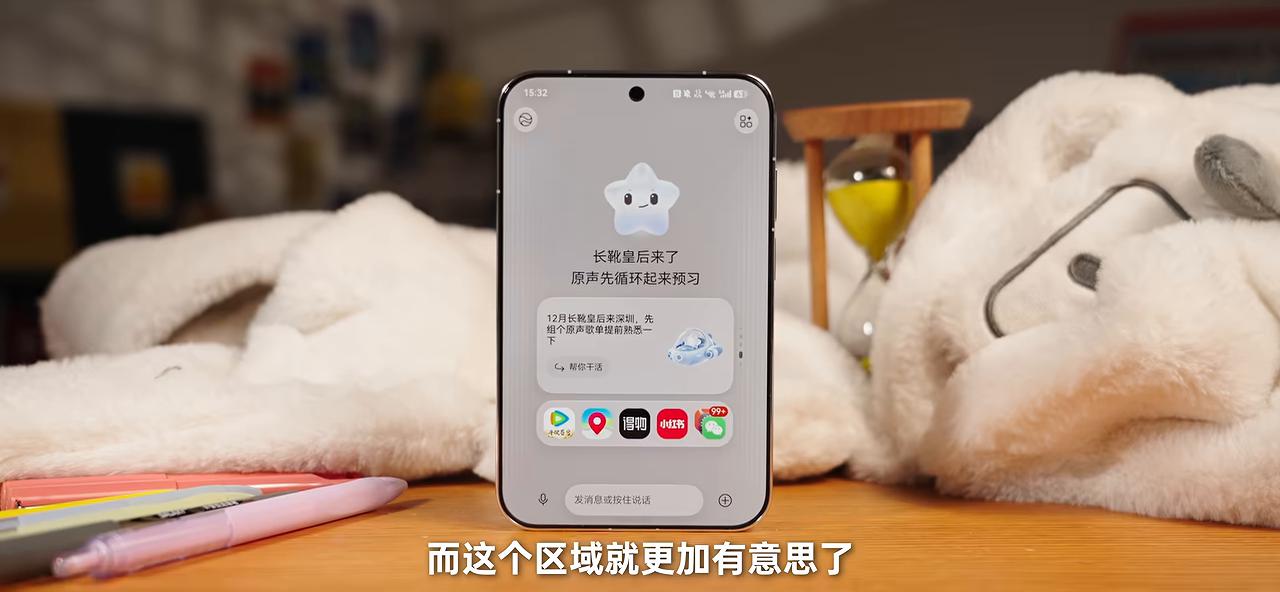 15:32
长靴皇后来了
原声先循环起来预习
12月长靴皇后来深圳，先
组个原声歌单提前熟悉一
下
帮你干活
得物
小红书
99+
发消息或按住说话
而这个区域就更加有意思了